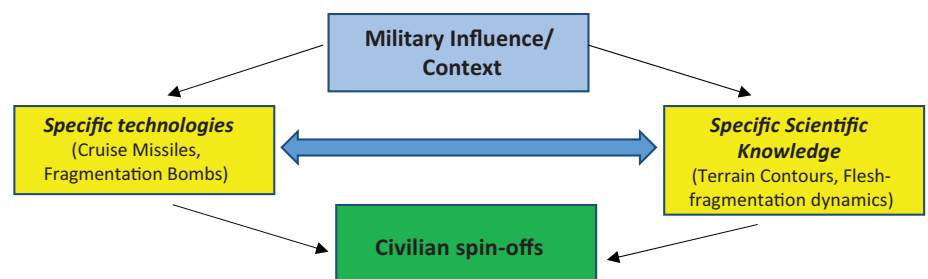 Military Influence/
Context
Specific technologies
(Cruise Missiles,
Fragmentation Bombs)
Specific Scientific
Knowledge
(Terrain Contours, Flesh-
fragmentation dynamics)
Civilian spin-offs